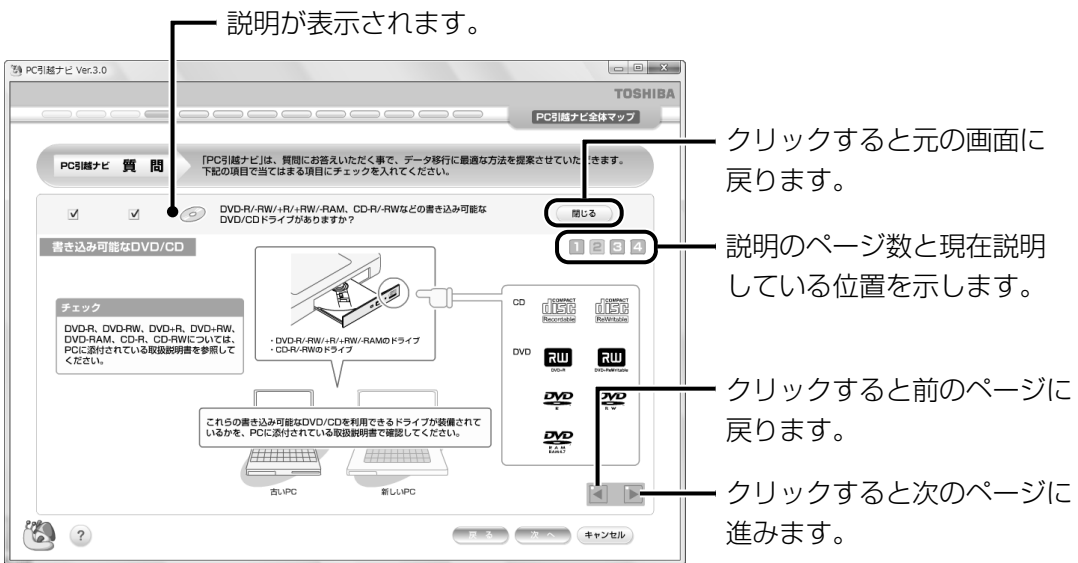 説明が表示されます。
PC引越ナビ Ver.3.0
TOSHIBA
PC引越ナビ全体マップ
PC引越ナビ 質 問
「PC引越ナビ」は、質問にお答えいただく事で、データ移行に最適な方法を提案させていただきます。
下記の項目で当てはまる項目にチェックを入れてください。
クリックすると元の画面に
戻ります。
DVD-R/-RW/+R/+RW/-RAM、CD-R/-RWなどの書き込み可能な
DVD/CDドライブがありますか?
閉じる
書き込み可能なDVD/CD
1 2 3 4
説明のページ数と現在説明
している位置を示します。
チェック
DVD-R、DVD-RW、DVD+R、DVD+RW、
DVD-RAM、CD-R、CD-RWについては、
PCに添付されている取扱説明書を参照して
ください。
・DVD-R/-RW/+R/+RW/-RAMのドライブ
・CD-R/-RWのドライブ
CD
COMPACT
disc
Recordable
COMPACT
disc
ReWritable
DVD
RW
DVD-R
RW
DVD-ReWritable
DVD
R
DVD
R W
DVD
R A M
RAM4.7
これらの書き込み可能なDVD/CDを利用できるドライブが装備されて
いるかを、PCに添付されている取扱説明書で確認してください。
古いPC
新しいPC
クリックすると前のページに
戻ります。
クリックすると次のページに
進みます。
?
戻 る
次 へ
キャンセル